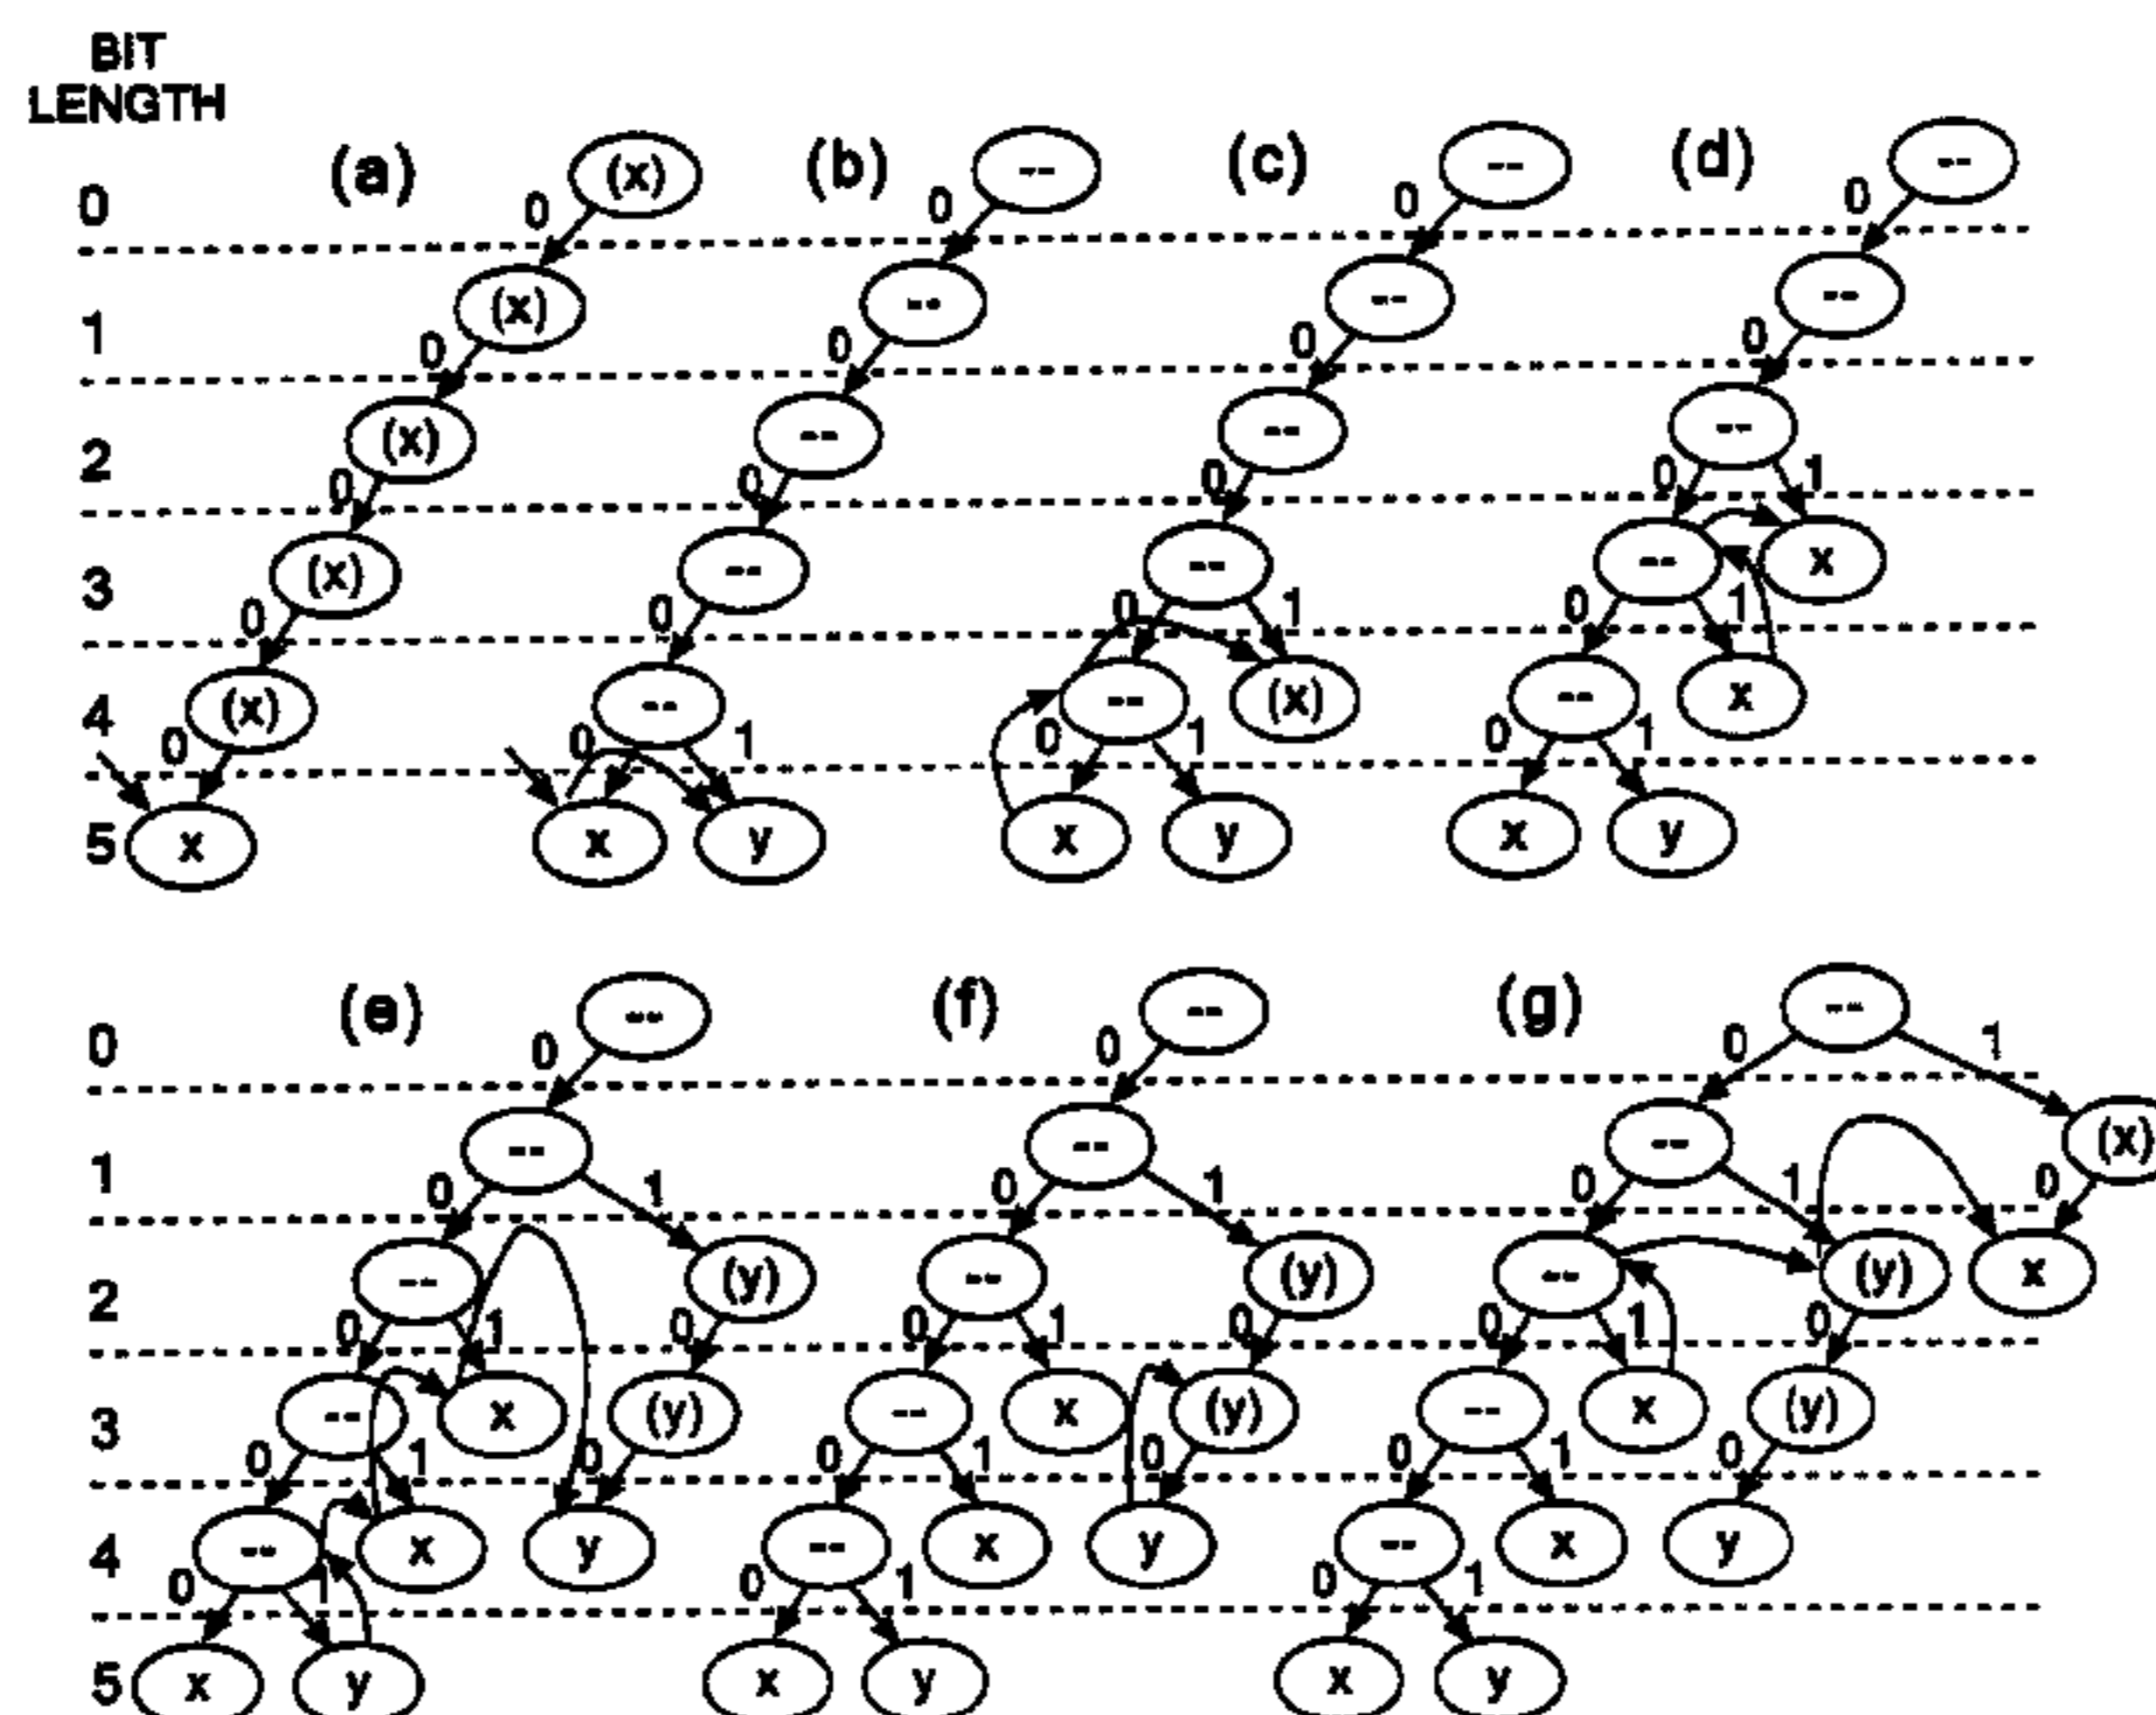 BIT
LENGTH
(a) (x) (b) -- (c) -- (d) --
0 0 0 0 0
(x) -- -- --
1 0 0 0 0
(x) -- -- --
2 0 0 0 0 1
(x) -- -- -- x
3 0 0 0 1 0 1
(x) -- -- (x) -- x
4 0 0 1 0 1 0 1
5 x x y x y x y
(e) -- (f) -- (g) --
0 0 0 0 1
-- -- -- (x)
1 0 1 0 1 0 1 0
-- (y) -- (y) -- (y) x
2 0 1 0 0 1 0 0 1 0
-- x (y) -- x (y) -- x (y)
3 0 1 0 0 1 0 0 1 0
-- x y -- x y -- x y
4 0 1 0 1 0 1
5 x y x y x y